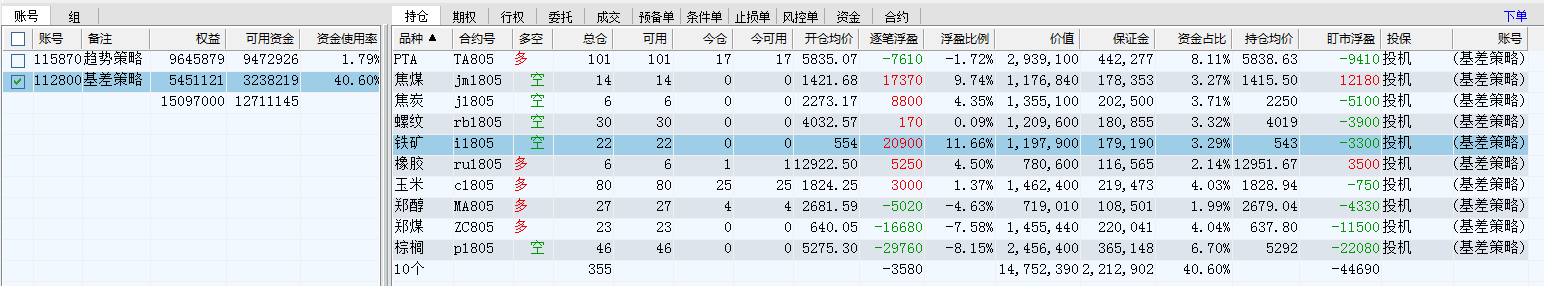 账号 组
账号 备注 权益 可用资金 资金使用率
115870 趋势策略 9645879 9472926 1.79%
112800 基差策略 5451121 3238219 40.60%
15097000 12711145
持仓 期权 行权 委托 成交 预备单 条件单 止损单 风控单 资金 合约 下单
品种▲ 合约号 多空 总仓 可用 今仓 今可用 开仓均价 逐笔浮盈 浮盈比例 价值 保证金 资金占比 持仓均价 盯市浮盈 投保 账号
PTA TA805 多 101 101 17 17 5835.07 -7610 -1.72% 2,939,100 442,277 8.11% 5838.63 -9410 投机 (基差策略)
焦煤 jm1805 空 14 14 0 0 1421.68 17370 9.74% 1,176,840 178,353 3.27% 1415.50 12180 投机 (基差策略)
焦炭 j1805 空 6 6 0 0 2273.17 8800 4.35% 1,355,100 202,500 3.71% 2250 -5100 投机 (基差策略)
螺纹 rb1805 空 30 30 0 0 4032.57 170 0.09% 1,209,600 180,855 3.32% 4019 -3900 投机 (基差策略)
铁矿 i1805 空 22 22 0 0 554 20900 11.66% 1,197,900 179,190 3.29% 543 -3300 投机 (基差策略)
橡胶 ru1805 多 6 6 1 1 12922.50 5250 4.50% 780,600 116,565 2.14% 12951.67 3500 投机 (基差策略)
玉米 c1805 多 80 80 25 25 1824.25 3000 1.37% 1,462,400 219,473 4.03% 1828.94 -750 投机 (基差策略)
郑醇 MA805 多 27 27 4 4 2681.59 -5020 -4.63% 719,010 108,501 1.99% 2679.04 -4330 投机 (基差策略)
郑煤 ZC805 多 23 23 0 0 640.05 -16680 -7.58% 1,455,440 220,041 4.04% 637.80 -11500 投机 (基差策略)
棕榈 p1805 空 46 46 0 0 5275.30 -29760 -8.15% 2,456,400 365,148 6.70% 5292 -22080 投机 (基差策略)
10个 355 -3580 14,752,390 2,212,902 40.60% -44690